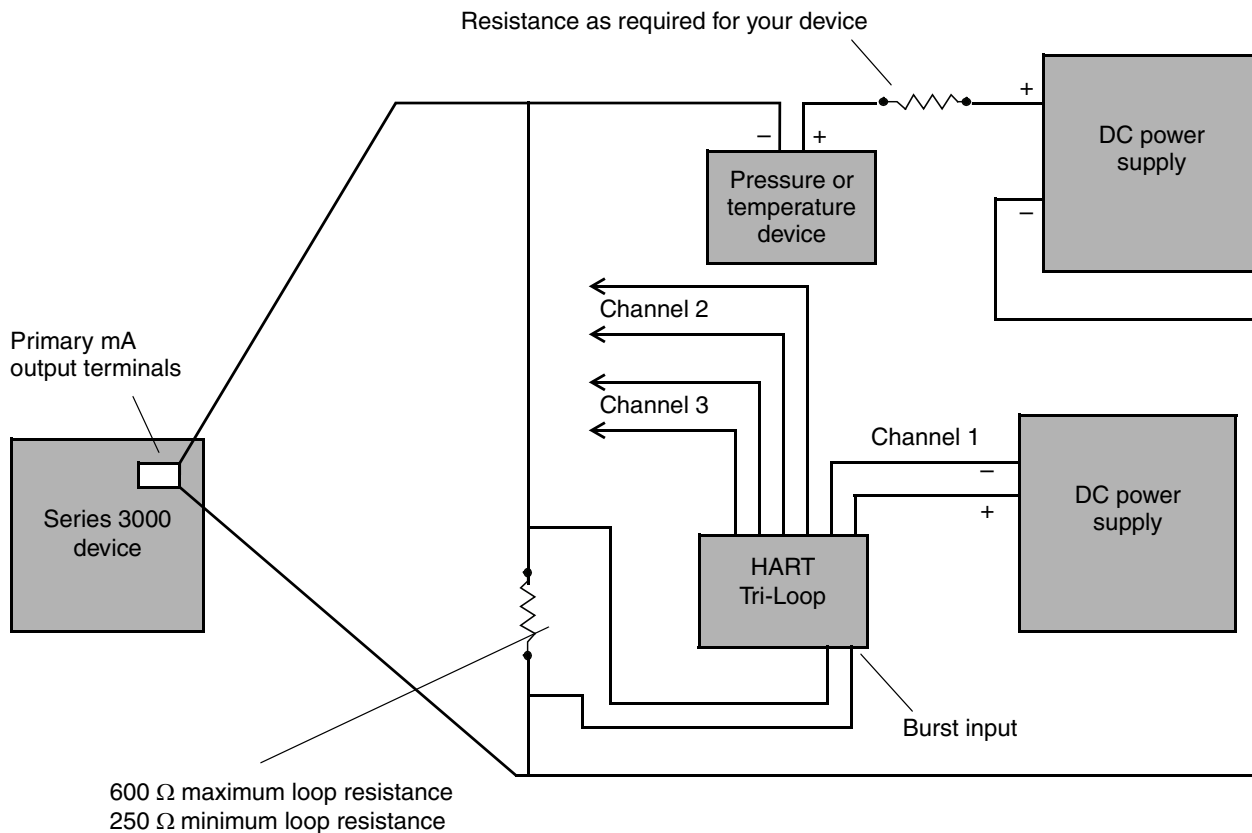 Resistance as required for your device
+
DC power
supply
–
–
+
Pressure or
temperature
device
Channel 2
Primary mA
output terminals
Channel 3
Channel 1
–
+
DC power
supply
Series 3000
device
HART
Tri-Loop
Burst input
600 Ω maximum loop resistance
250 Ω minimum loop resistance